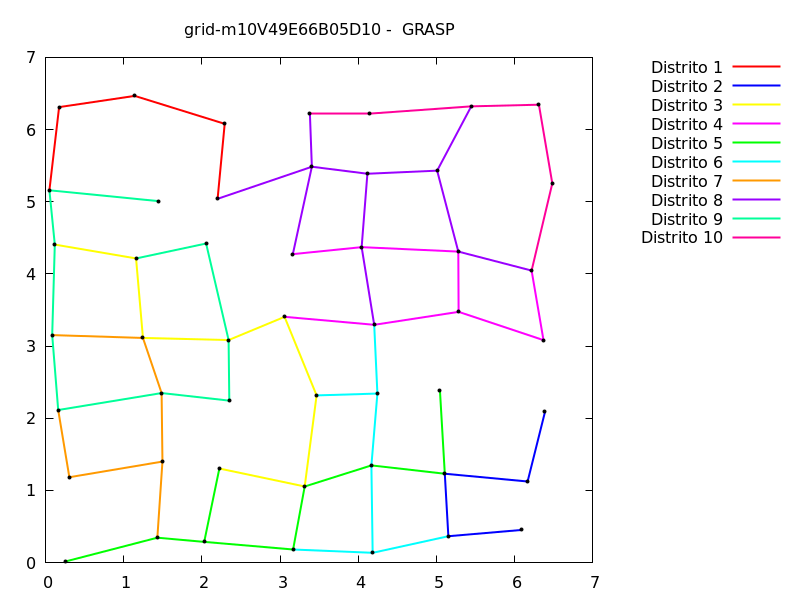 grid-m10V49E66B05D10 - GRASP
7
6
5
4
3
2
1
0
0 1 2 3 4 5 6 7
Distrito 1
Distrito 2
Distrito 3
Distrito 4
Distrito 5
Distrito 6
Distrito 7
Distrito 8
Distrito 9
Distrito 10